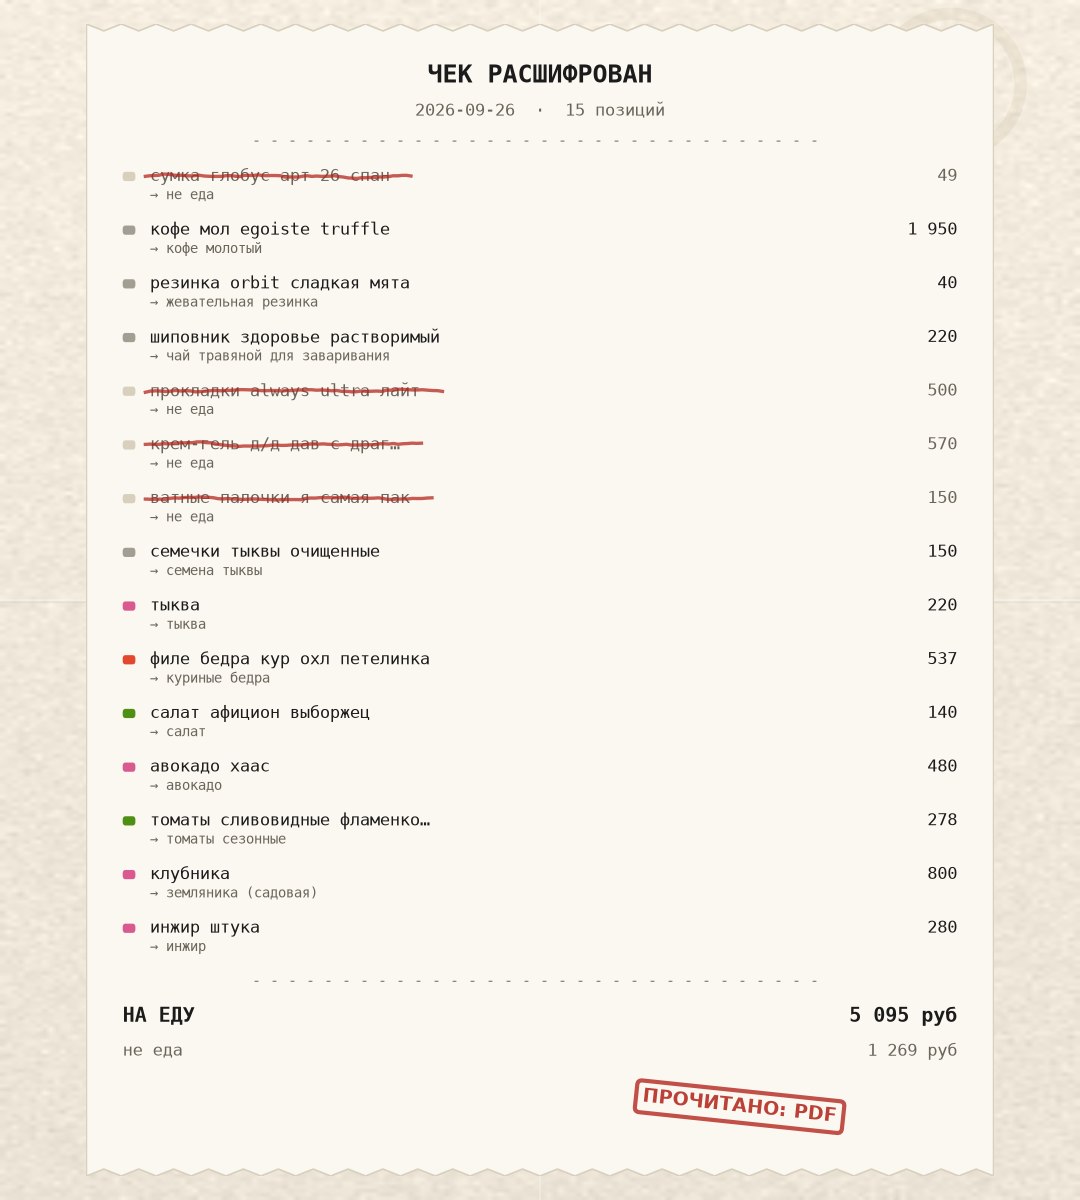 ЧЕК РАСШИФРОВАН
2026-09-26 · 15 позиций
- - - - - - - - - - - - - - - - - - - - - - - - - - - - - - - -
сумка глобус арт 26 спан 49
→ не еда
кофе мол egoiste truffle 1 950
→ кофе молотый
резинка orbit сладкая мята 40
→ жевательная резинка
шиповник здоровье растворимый 220
→ чай травяной для заваривания
прокладки always ultra лайт 500
→ не еда
крем-гель д/д дав с драг… 570
→ не еда
ватные палочки я самая пак 150
→ не еда
семечки тыквы очищенные 150
→ семена тыквы
тыква 220
→ тыква
филе бедра кур охл петелинка 537
→ куриные бедра
салат афицион выборжец 140
→ салат
авокадо хаас 480
→ авокадо
томаты сливовидные фламенко… 278
→ томаты сезонные
клубника 800
→ земляника (садовая)
инжир штука 280
→ инжир
- - - - - - - - - - - - - - - - - - - - - - - - - - - - - - - -
НА ЕДУ 5 095 руб
не еда 1 269 руб
ПРОЧИТАНО: PDF